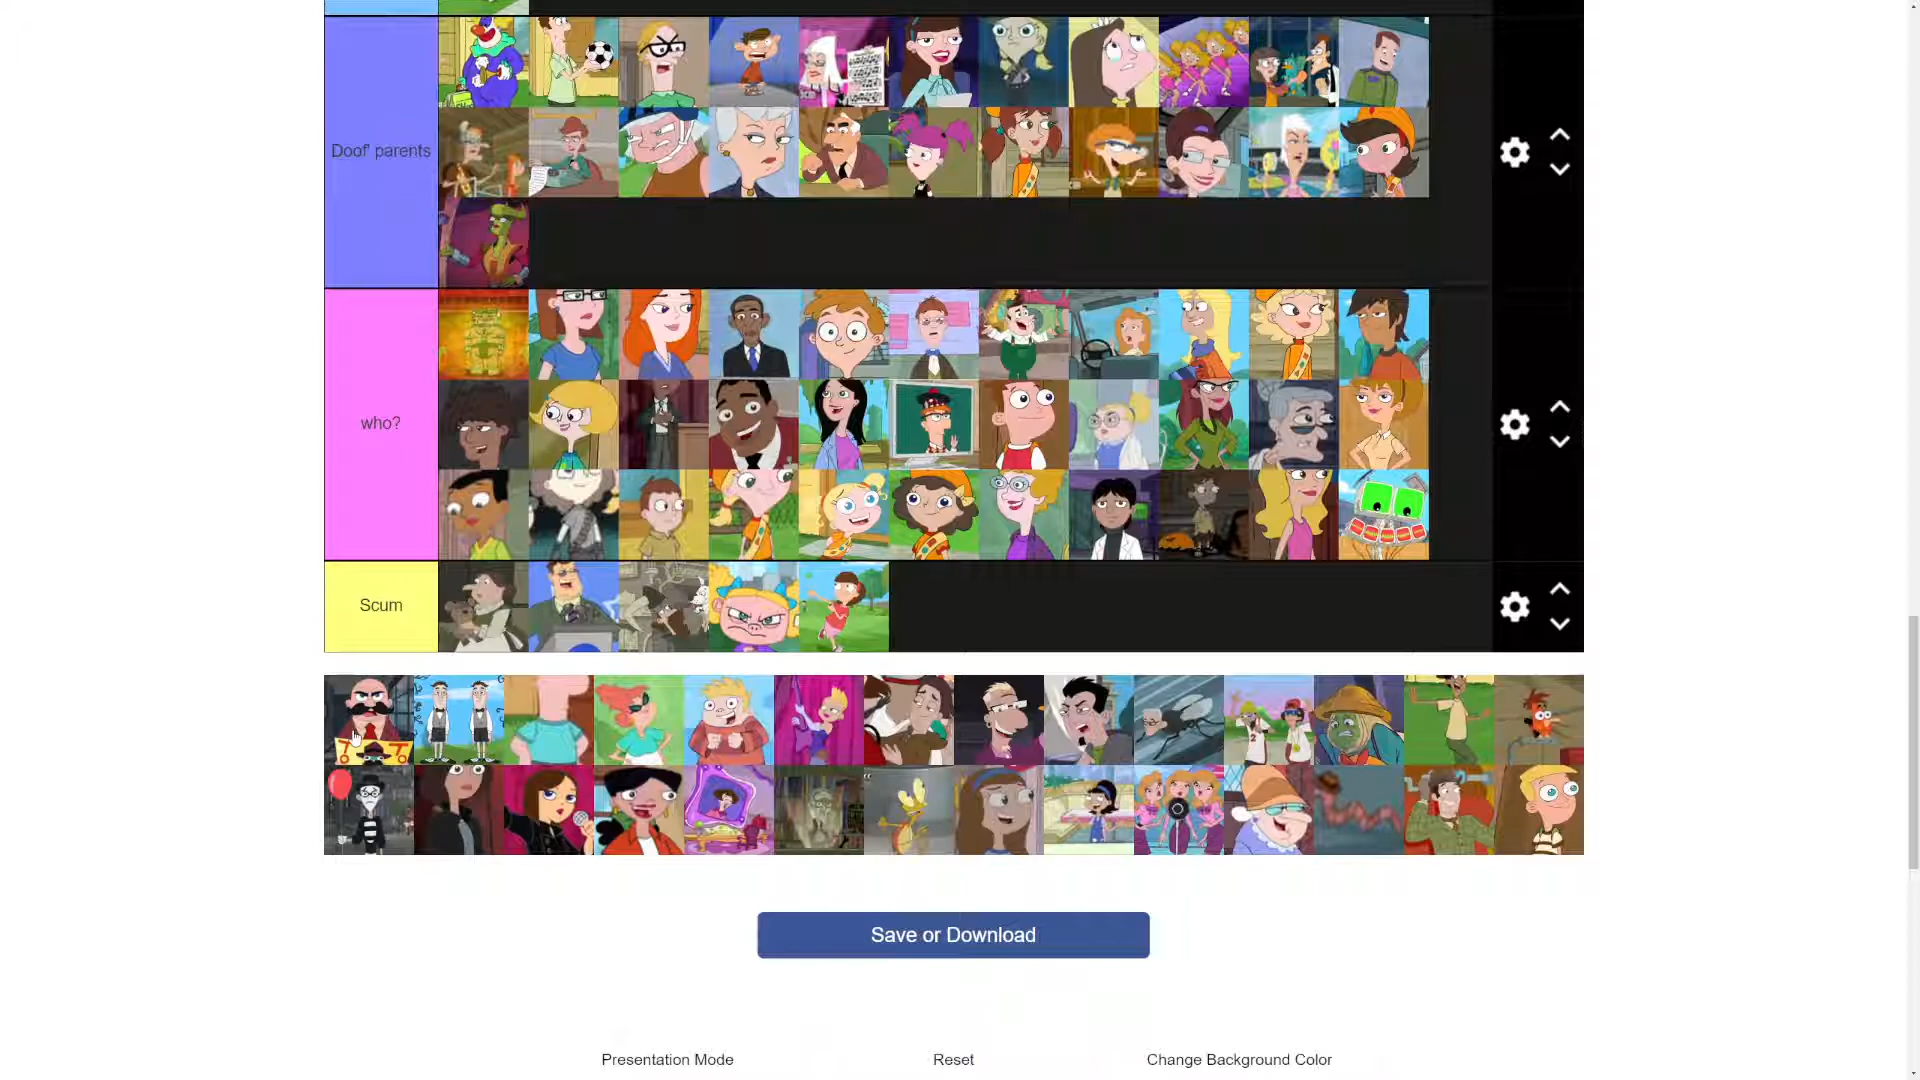 Doof' parents
who?
Scum
Save or Download
Presentation Mode
Reset
Change Background Color